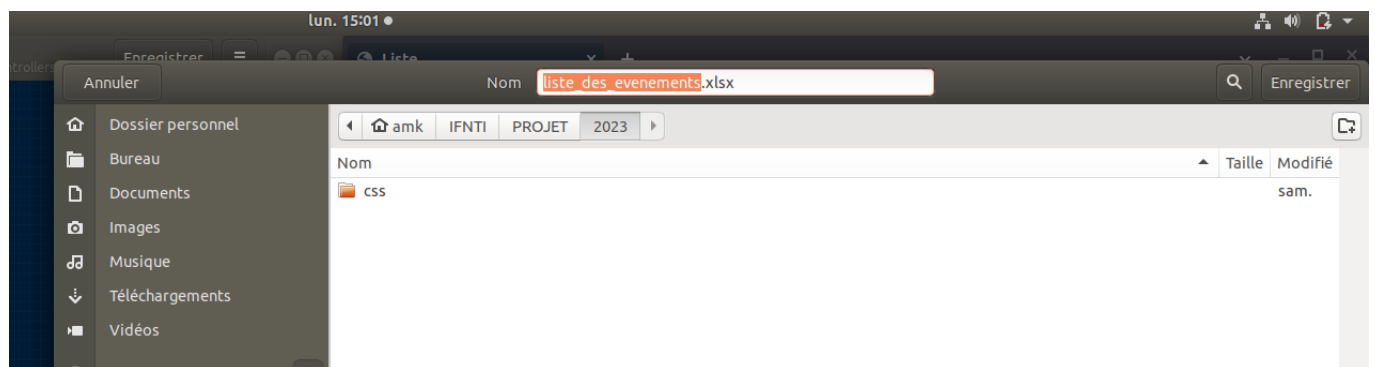 lun. 15:01
trollers Enregistrer Liste
Annuler Nom liste_des_evenements.xlsx Enregistrer
Dossier personnel amk IFNTI PROJET 2023
Bureau Nom Taille Modifié
Documents css sam.
Images
Musique
Téléchargements
Vidéos